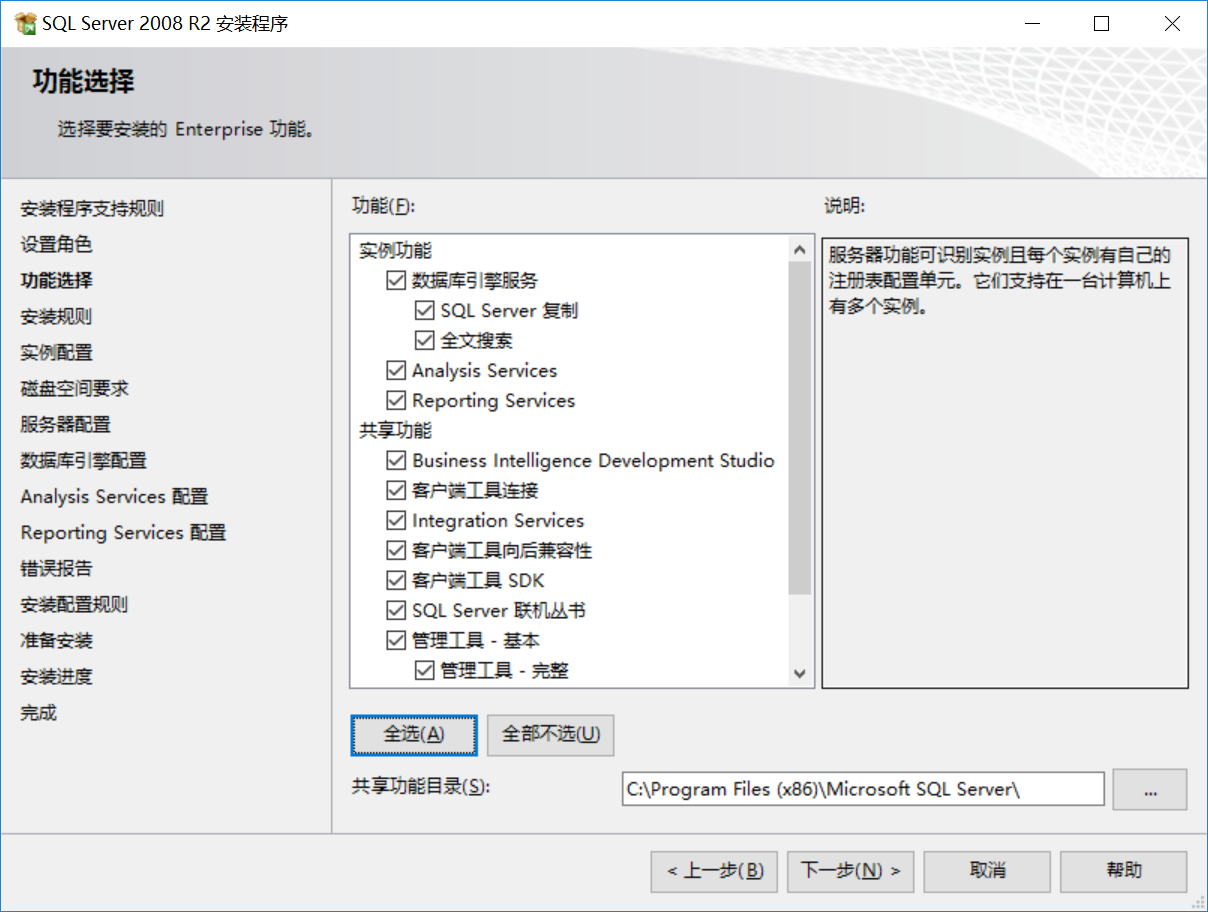 SQL Server 2008 R2 安装程序
功能选择
选择要安装的 Enterprise 功能。
安装程序支持规则
设置角色
功能选择
安装规则
实例配置
磁盘空间要求
服务器配置
数据库引擎配置
Analysis Services 配置
Reporting Services 配置
错误报告
安装配置规则
准备安装
安装进度
完成
功能(F):
实例功能
数据库引擎服务
SQL Server 复制
全文搜索
Analysis Services
Reporting Services
共享功能
Business Intelligence Development Studio
客户端工具连接
Integration Services
客户端工具向后兼容性
客户端工具 SDK
SQL Server 联机丛书
管理工具 - 基本
管理工具 - 完整
说明:
服务器功能可识别实例且每个实例有自己的
注册表配置单元。它们支持在一台计算机上
有多个实例。
全选(A)
全部不选(U)
共享功能目录(S):
C:\Program Files (x86)\Microsoft SQL Server\
...
< 上一步(B)
下一步(N) >
取消
帮助